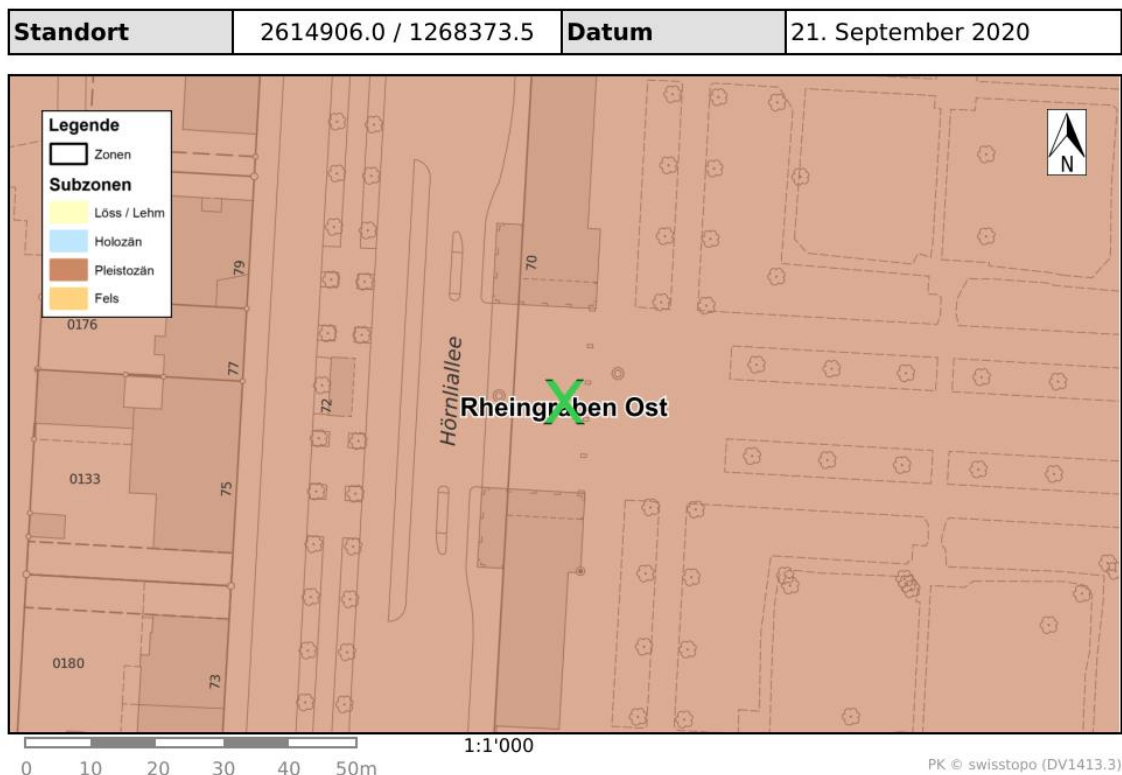 Standort 2614906.0 / 1268373.5 Datum 21. September 2020
Legende
Zonen
Subzonen
Löss / Lehm
Holozän
Pleistozän
Fels
N
79
70
0176
77
72
Hörnliallee
Rheingraben Ost
0133
75
0180
73
0 10 20 30 40 50m
1:1'000
PK © swisstopo (DV1413.3)